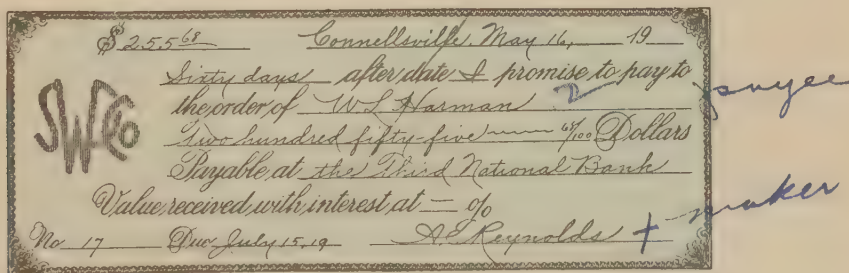 $ 255 68 Connellsville, May 16, 19
Sixty days after date I promise to pay to
the order of W L Harman payee
two hundred fifty-five 68/100 Dollars
SWCo
Payable at the Third National Bank
Value received with interest at — %
No 17 Due July 15, 19 A E Reynolds + maker